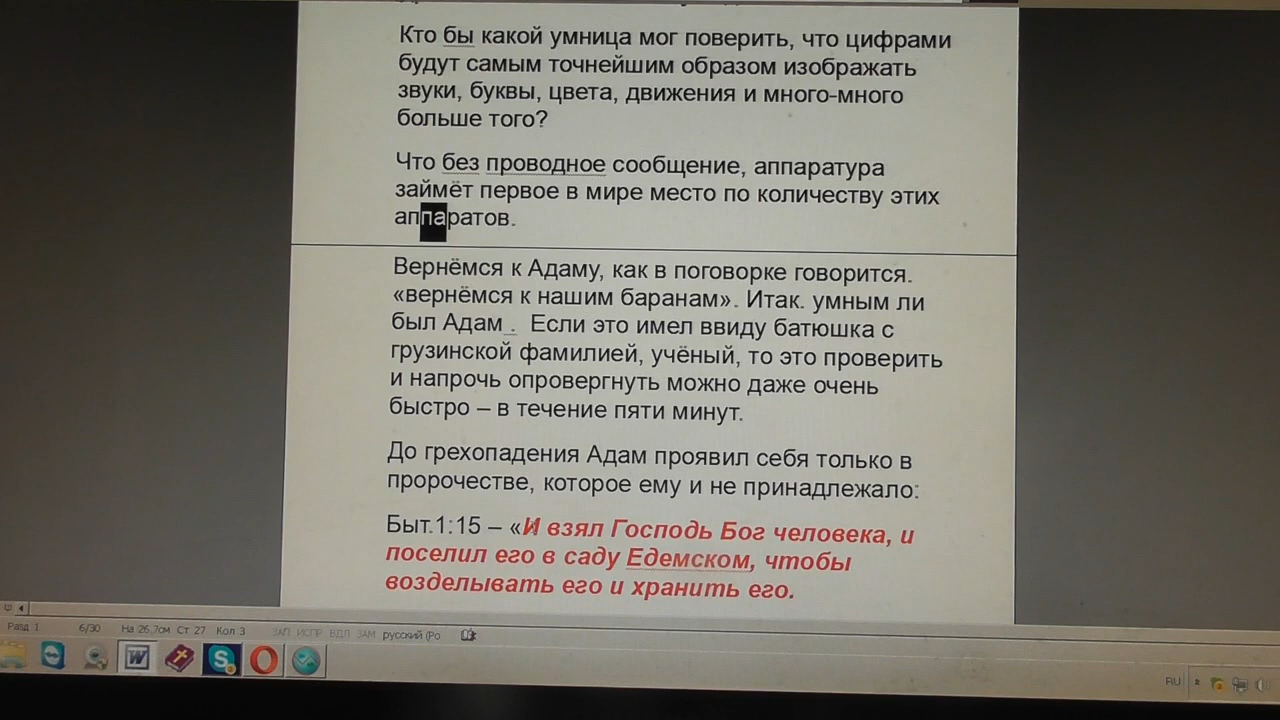 Кто бы какой умница мог поверить, что цифрами
будут самым точнейшим образом изображать
звуки, буквы, цвета, движения и много-много
больше того?
Что без проводное сообщение, аппаратура
займёт первое в мире место по количеству этих
аппаратов.
Вернёмся к Адаму, как в поговорке говорится.
«вернёмся к нашим баранам». Итак. умным ли
был Адам . Если это имел ввиду батюшка с
грузинской фамилией, учёный, то это проверить
и напрочь опровергнуть можно даже очень
быстро – в течение пяти минут.
До грехопадения Адам проявил себя только в
пророчестве, которое ему и не принадлежало:
Быт.1:15 – «И взял Господь Бог человека, и
поселил его в саду Едемском, чтобы
возделывать его и хранить его.
Разд 1 6/30 На 26,7см Ст 27 Кол 3 ЗАП ИСПР ВДЛ ЗАМ русский (Ро
RU